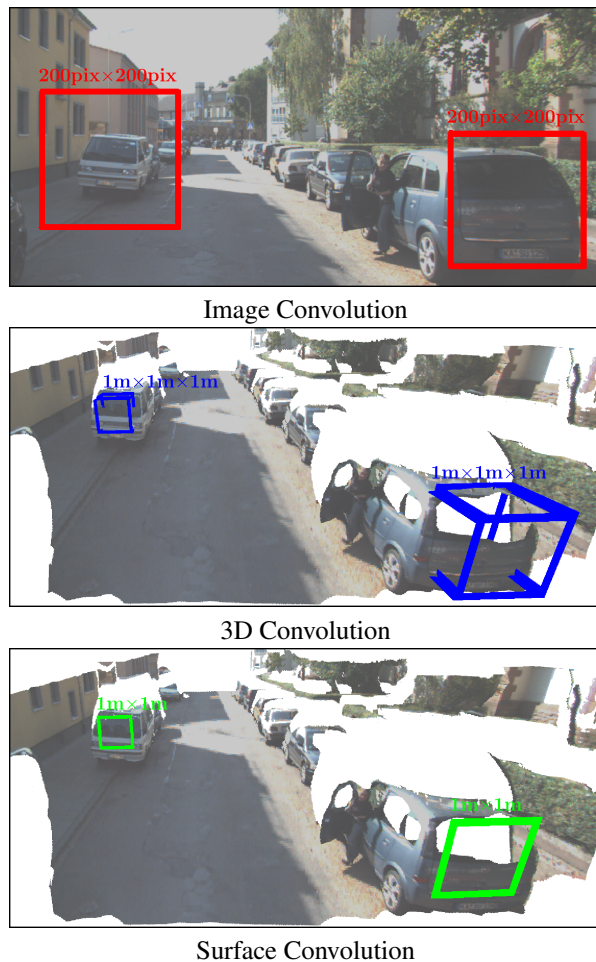 200pix×200pix
200pix×200pix
Image Convolution
1m×1m×1m
1m×1m×1m
3D Convolution
1m×1m
1m×1m
Surface Convolution